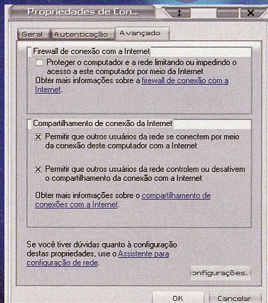 Propriedades de Con...
Geral
Autenticação
Avançado
Firewall de conexão com a Internet
Proteger o computador e a rede limitando ou impedindo o
acesso a este computador por meio da Internet
Obter mais informações sobre a firewall de conexão com a
Internet.
Compartilhamento de conexão da Internet
Permitir que outros usuários da rede se conectem por meio
da conexão deste computador com a Internet
Permitir que outros usuários da rede controlem ou desativem
o compartilhamento da conexão com a Internet
Obter mais informações sobre o compartilhamento de
conexões com a Internet.
Se você tiver dúvidas quanto à configuração
destas propriedades, use o Assistente para
configuração de rede.
onfigurações.
OK
Cancelar